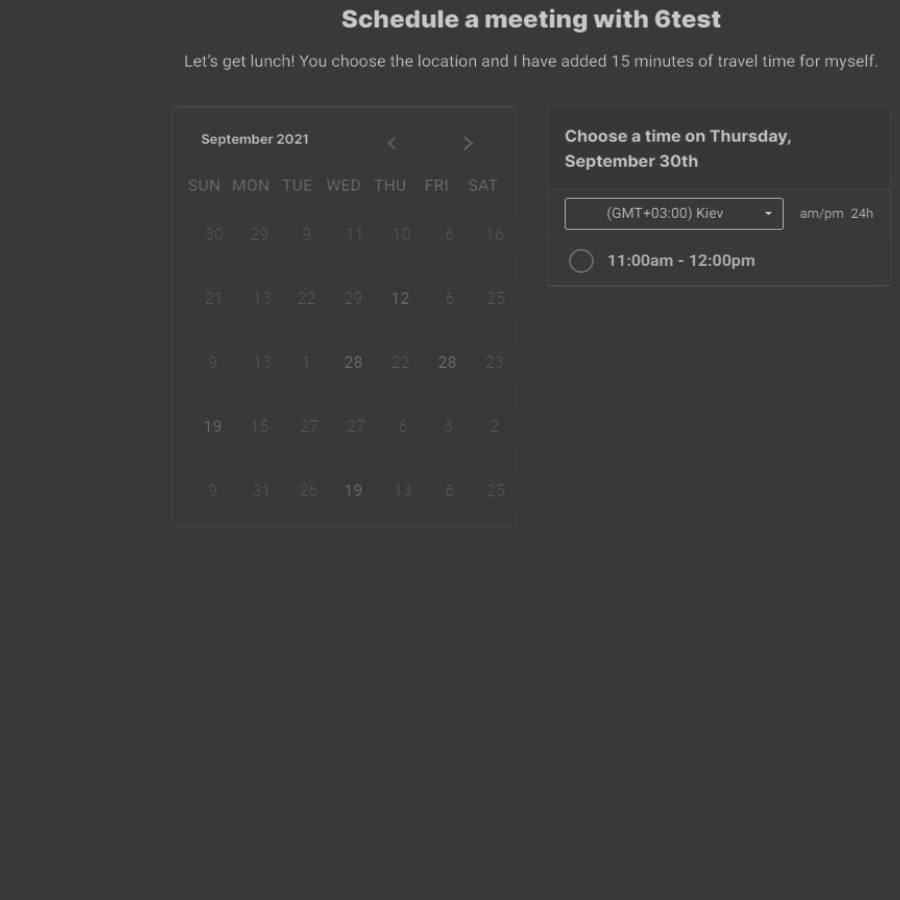 Schedule a meeting with 6test
Let's get lunch! You choose the location and I have added 15 minutes of travel time for myself.
September 2021
SUN MON TUE WED THU FRI SAT
30 29 9 11 10 6 16
21 13 22 29 12 6 25
9 13 1 28 22 28 23
19 15 27 27 6 3 2
9 31 26 19 13 6 25
Choose a time on Thursday,
September 30th
(GMT+03:00) Kiev am/pm 24h
11:00am - 12:00pm